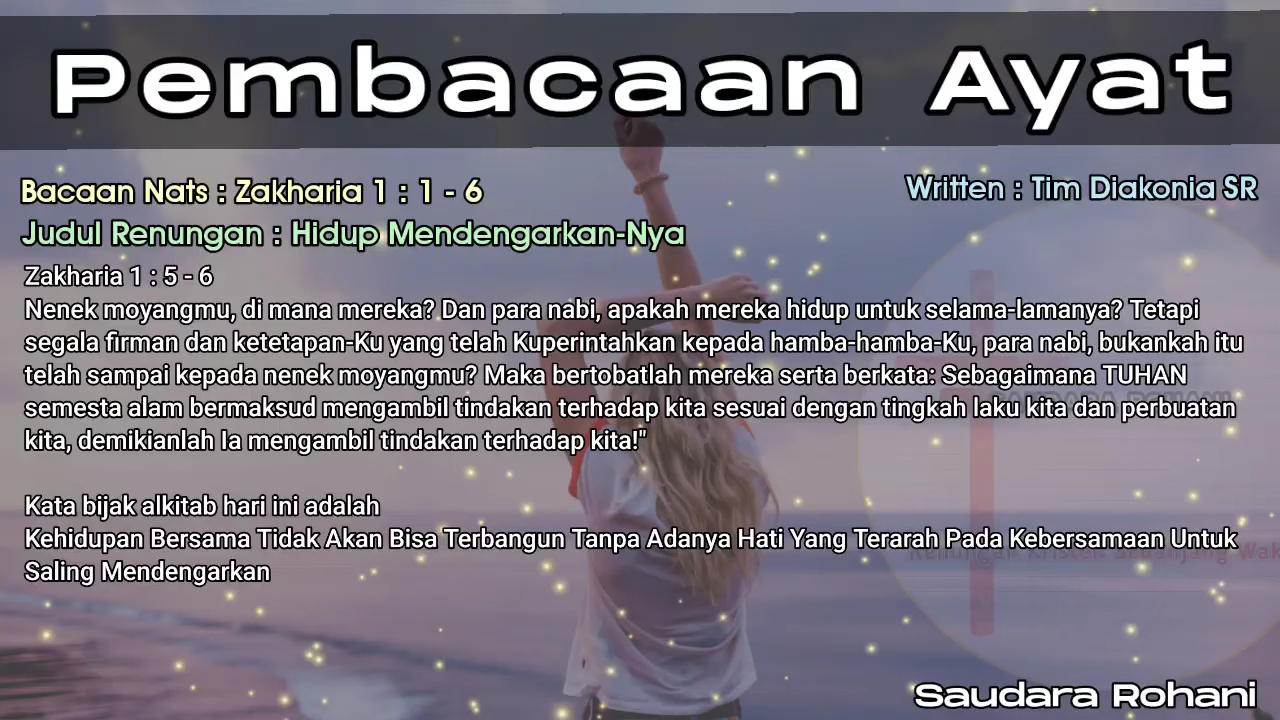 Pembacaan Ayat
Bacaan Nats : Zakharia 1 : 1 - 6
Written : Tim Diakonia SR
Judul Renungan : Hidup Mendengarkan-Nya
Zakharia 1 : 5 - 6
Nenek moyangmu, di mana mereka? Dan para nabi, apakah mereka hidup untuk selama-lamanya? Tetapi
segala firman dan ketetapan-Ku yang telah Kuperintahkan kepada hamba-hamba-Ku, para nabi, bukankah itu
telah sampai kepada nenek moyangmu? Maka bertobatlah mereka serta berkata: Sebagaimana TUHAN
semesta alam bermaksud mengambil tindakan terhadap kita sesuai dengan tingkah laku kita dan perbuatan
kita, demikianlah Ia mengambil tindakan terhadap kita!"
Kata bijak alkitab hari ini adalah
Kehidupan Bersama Tidak Akan Bisa Terbangun Tanpa Adanya Hati Yang Terarah Pada Kebersamaan Untuk
Saling Mendengarkan
Renungan Kristen Sepanjang Wak
Saudara Rohani